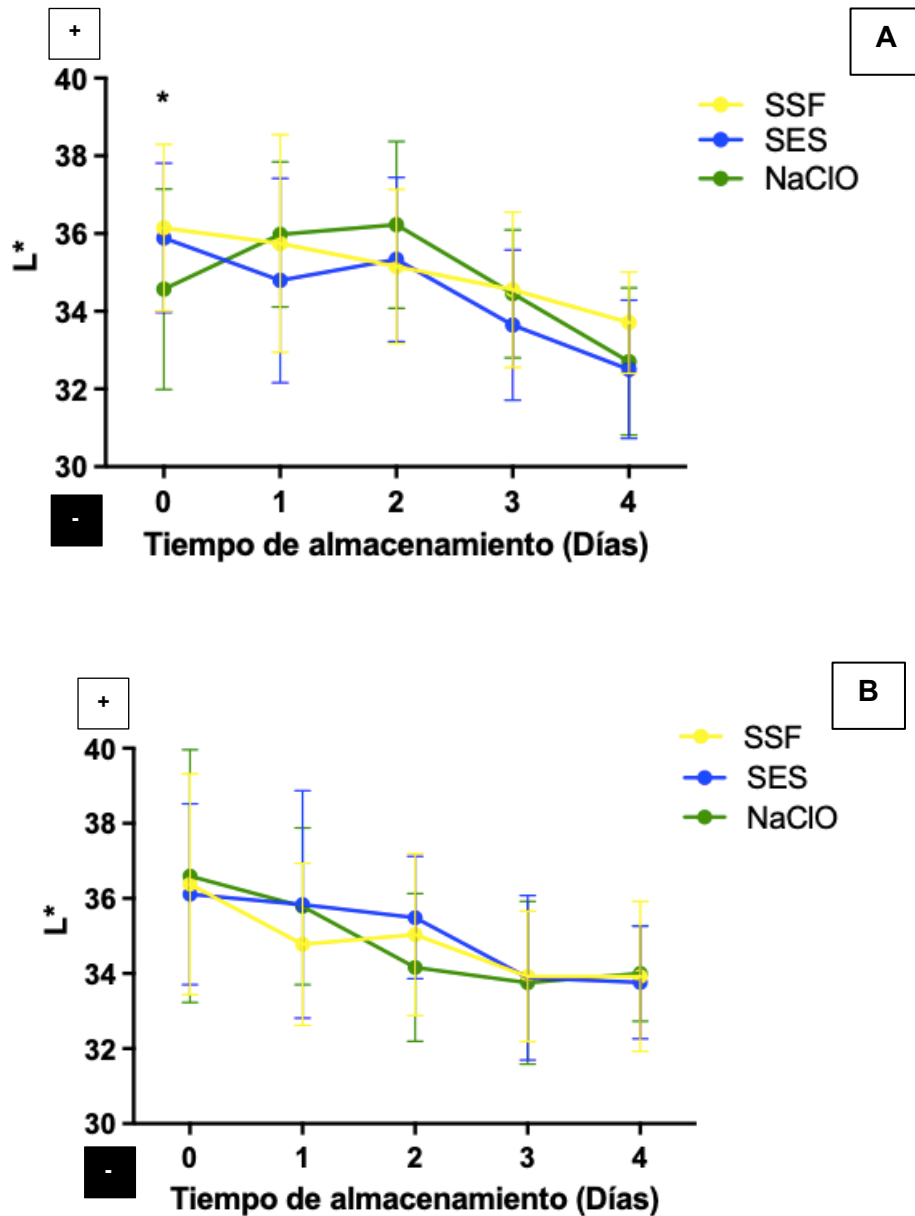 +
A
40
*
38
36
34
32
30
L*
SSF
SES
NaClO
-
0 1 2 3 4
Tiempo de almacenamiento (Días)
+
B
40
38
36
34
32
30
L*
SSF
SES
NaClO
-
0 1 2 3 4
Tiempo de almacenamiento (Días)